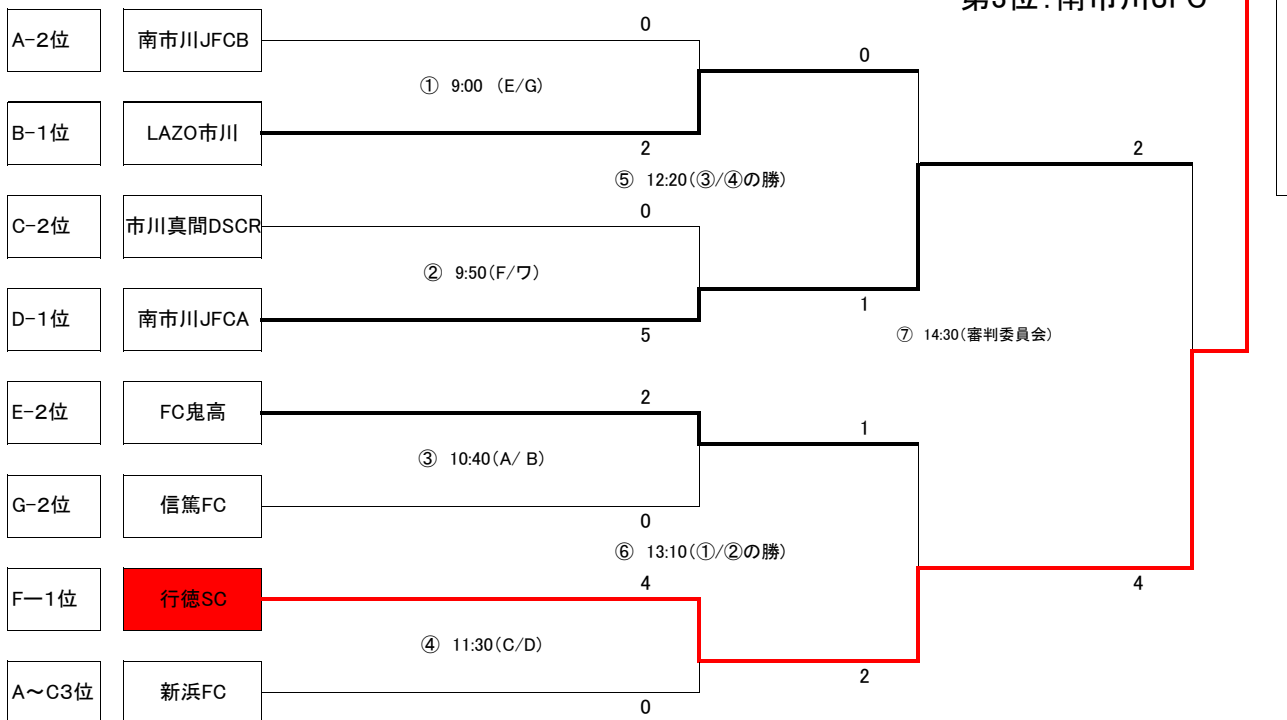 第3位:南市川JFC
A-2位 南市川JFCB
0
0
① 9:00 (E/G)
B-1位 LAZO市川
2
2
⑤ 12:20(③/④の勝)
C-2位 市川真間DSCR
0
② 9:50(F/ワ)
D-1位 南市川JFCA
1
5
⑦ 14:30(審判委員会)
E-2位 FC鬼高
2
1
③ 10:40(A/ B)
G-2位 信篤FC
0
⑥ 13:10(①/②の勝)
4
4
Fー1位 行徳SC
④ 11:30(C/D)
2
A～C3位 新浜FC
0